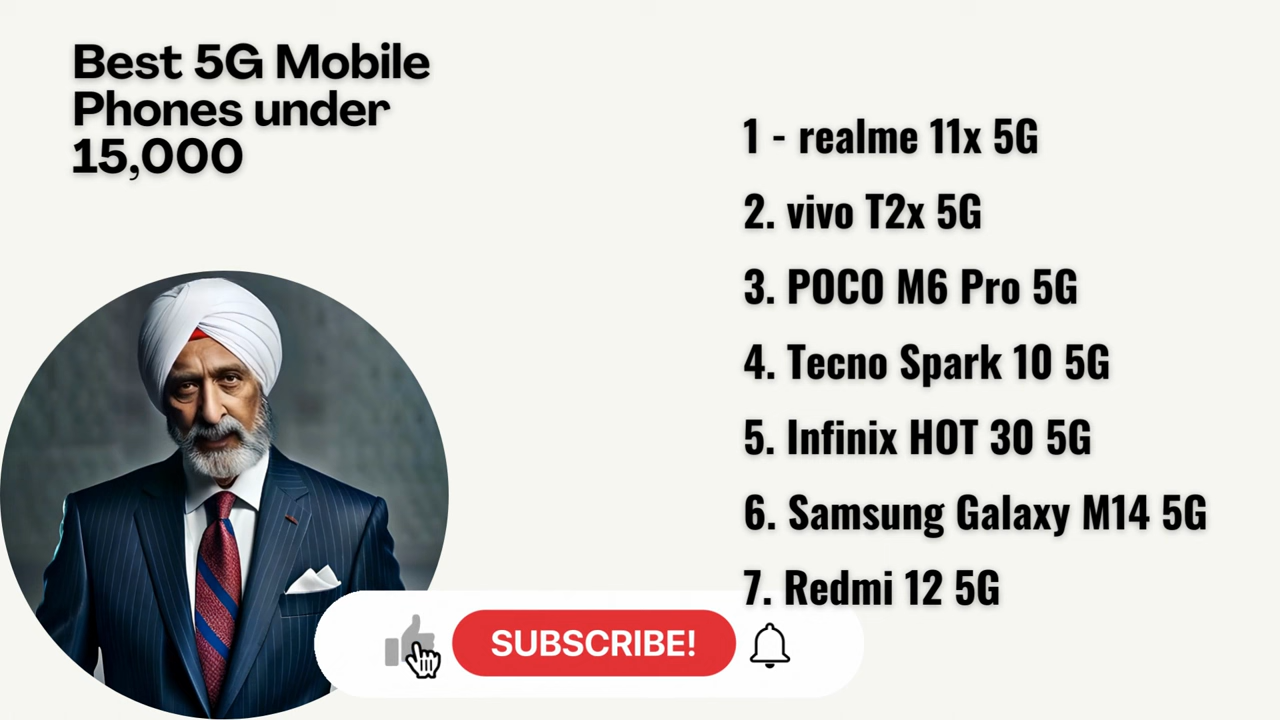 Best 5G Mobile
Phones under
15,000
1 - realme 11x 5G
2. vivo T2x 5G
3. POCO M6 Pro 5G
4. Tecno Spark 10 5G
5. Infinix HOT 30 5G
6. Samsung Galaxy M14 5G
7. Redmi 12 5G
SUBSCRIBE!